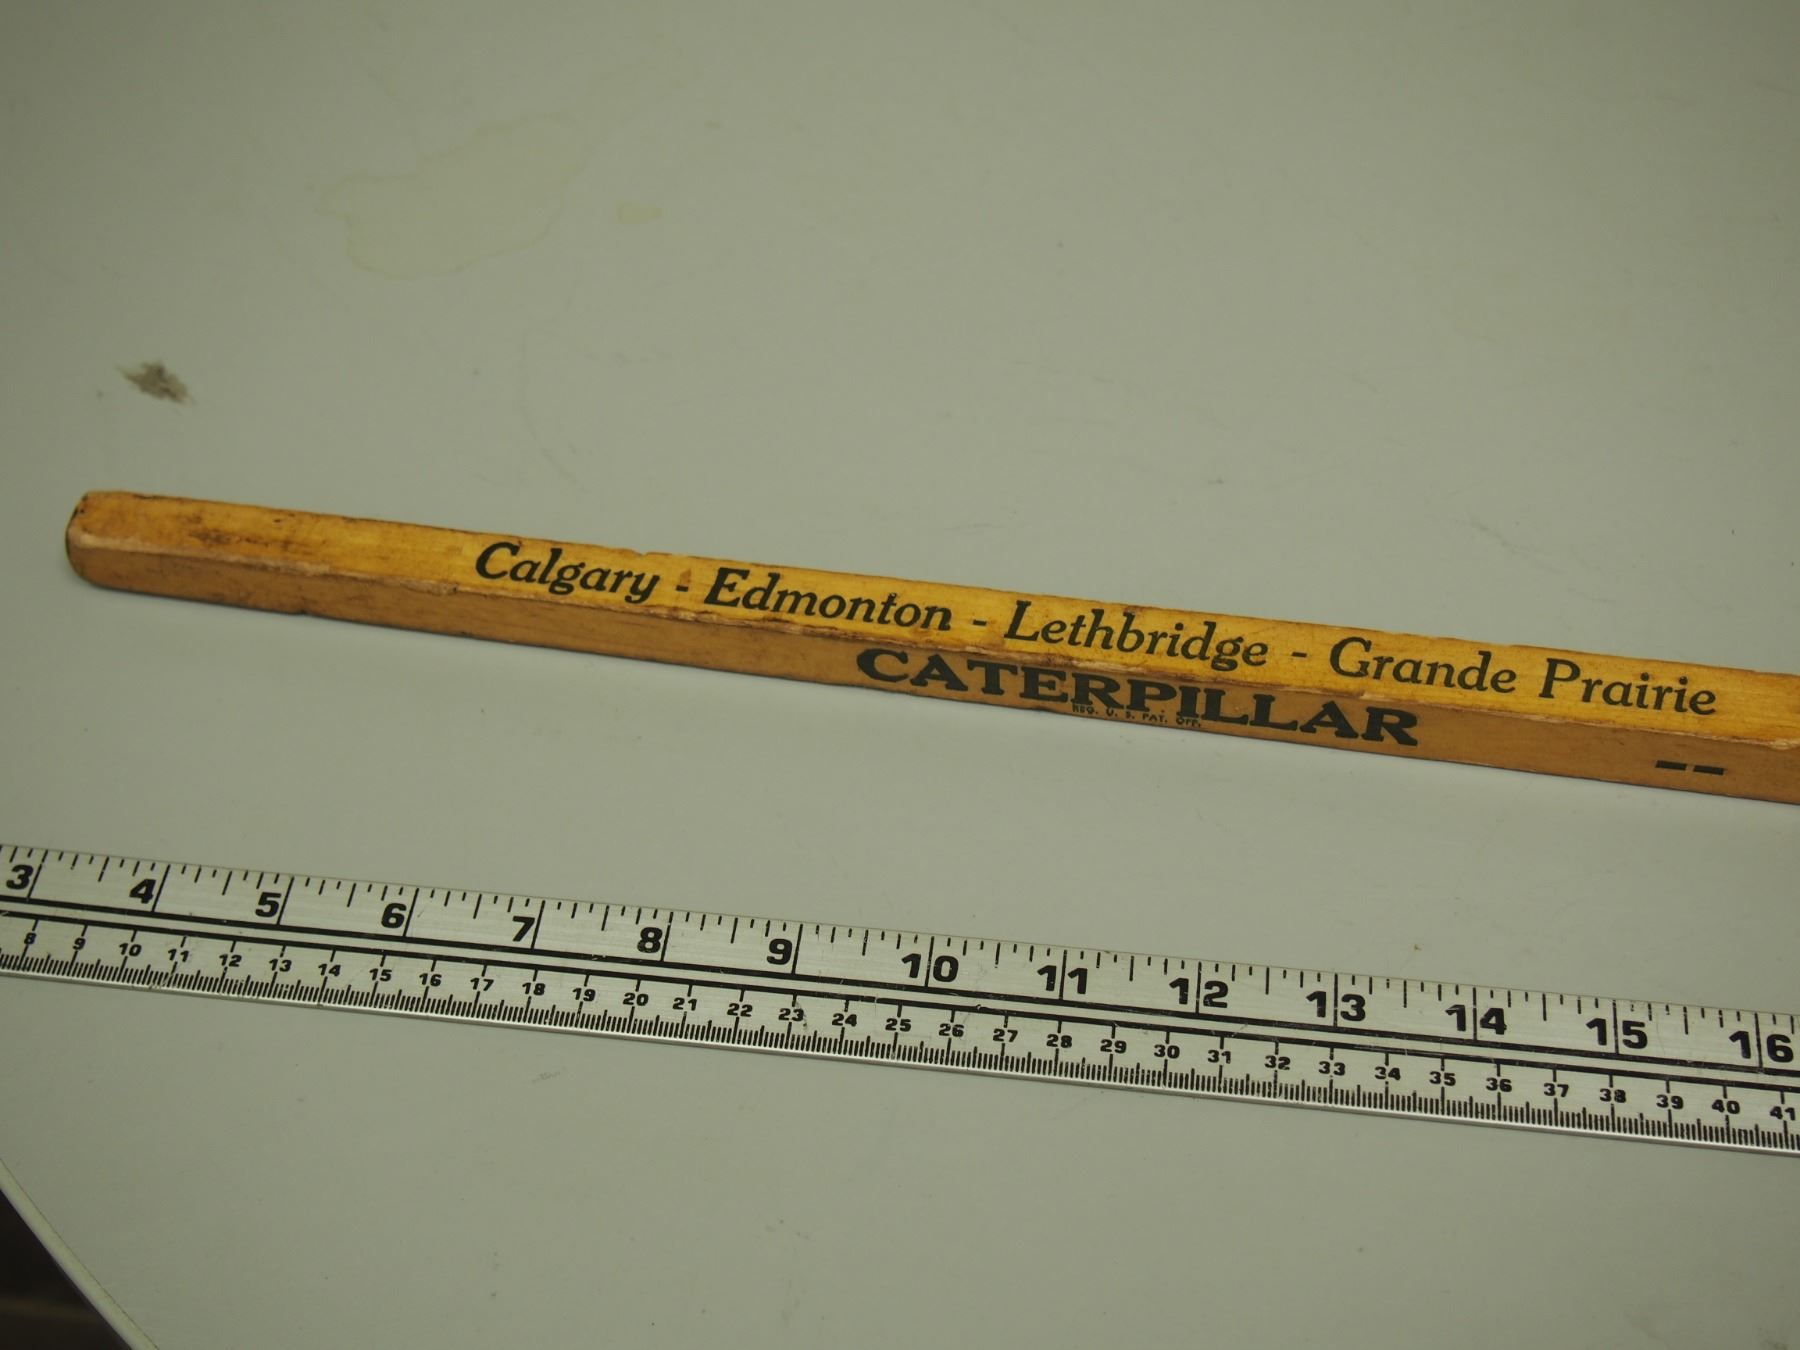 Calgary - Edmonton - Lethbridge - Grande Prairie
CATERPILLAR
REG. U. S. PAT. OFF.
--
3 4 5 6 7 8 9 10 11 12 13 14 15 16
8 9 10 11 12 13 14 15 16 17 18 19 20 21 22 23 24 25 26 27 28 29 30 31 32 33 34 35 36 37 38 39 40 41